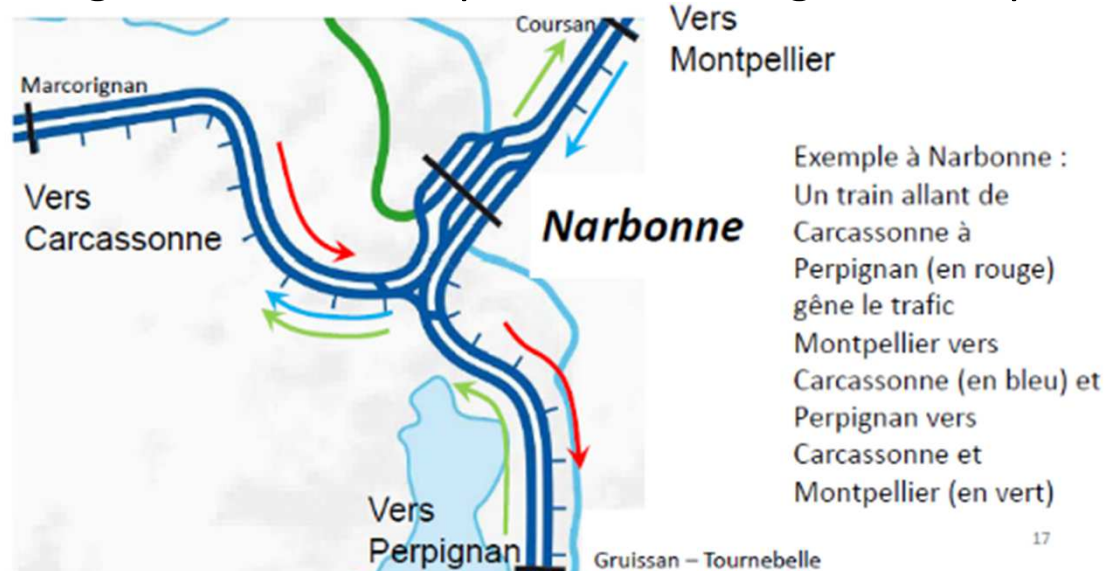 Coursan
Vers
Montpellier
Marcorignan
Vers
Carcassonne
Narbonne
Exemple à Narbonne :
Un train allant de
Carcassonne à
Perpignan (en rouge)
gêne le trafic
Montpellier vers
Carcassonne (en bleu) et
Perpignan vers
Carcassonne et
Montpellier (en vert)
Vers
Perpignan
Gruissan – Tournebelle
17